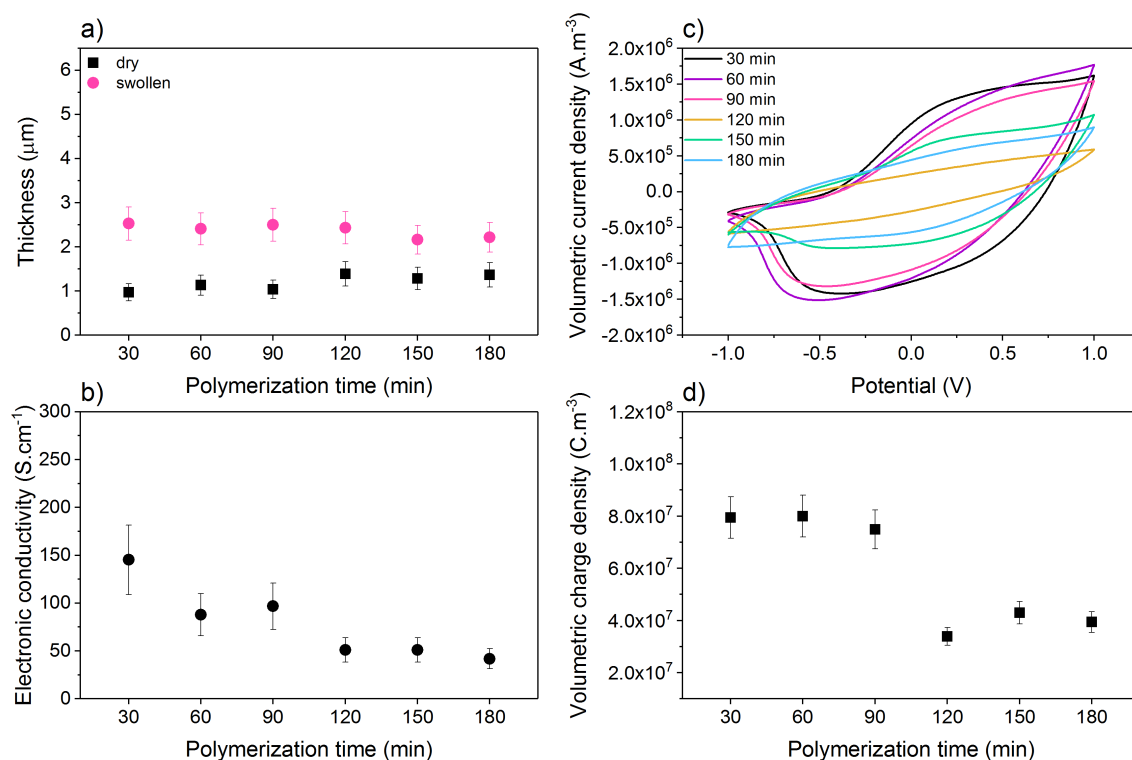 a)
dry
swollen
6
5
4
3
2
1
0
30 60 90 120 150 180
Thickness (μm)
Polymerization time (min)
c)
30 min
60 min
90 min
120 min
150 min
180 min
2.0x10⁶
1.5x10⁶
1.0x10⁶
5.0x10⁵
0.0
-5.0x10⁵
-1.0x10⁶
-1.5x10⁶
-2.0x10⁶
-1.0 -0.5 0.0 0.5 1.0
Volumetric current density (A.m⁻³)
Potential (V)
b)
300
250
200
150
100
50
0
30 60 90 120 150 180
Electronic conductivity (S.cm⁻¹)
Polymerization time (min)
d)
1.2x10⁸
1.0x10⁸
8.0x10⁷
6.0x10⁷
4.0x10⁷
2.0x10⁷
30 60 90 120 150 180
Volumetric charge density (C.m⁻³)
Polymerization time (min)